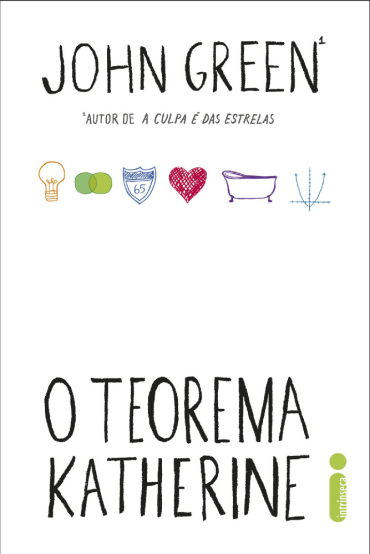 JOHN GREEN¹
¹AUTOR DE A CULPA É DAS ESTRELAS
65
O TEOREMA
KATHERINE
intrínseca